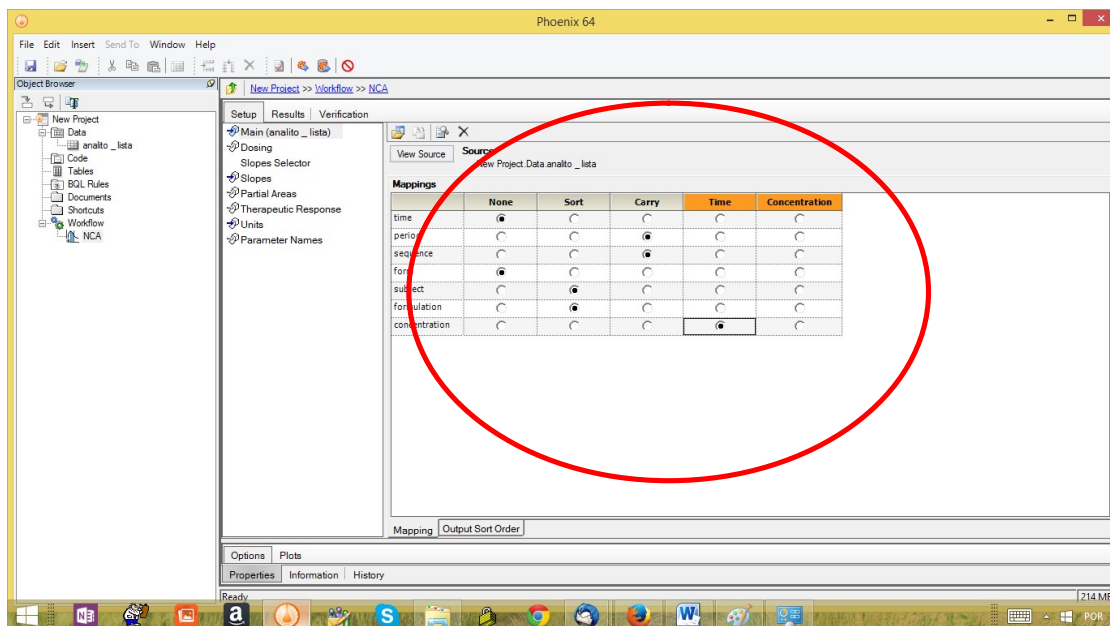 Phoenix 64
File Edit Insert Send To Window Help
Object Browser
New Project >> Workflow >> NCA
New Project
Data
analito _ lista
Code
Tables
BQL Rules
Documents
Shortcuts
Workflow
NCA
Setup Results Verification
Main (analito _ lista)
Dosing
Slopes Selector
Slopes
Partial Areas
Therapeutic Response
Units
Parameter Names
View Source
New Project.Data.analito _ lista
Mappings
None Sort Carry Time Concentration
time
period
sequence
form
subject
formulation
concentration
Mapping Output Sort Order
Options Plots
Properties Information History
Ready 214 M
N a S W POR